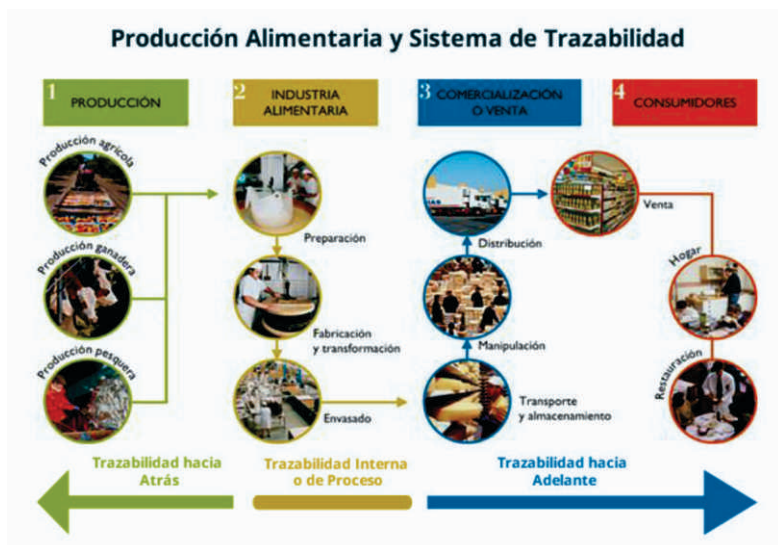 Producción Alimentaria y Sistema de Trazabilidad
1 PRODUCCIÓN
2 INDUSTRIA
ALIMENTARIA
3 COMERCIALIZACIÓN
O VENTA
4 CONSUMIDORES
Producción agrícola
Producción ganadera
Producción pesquera
Preparación
Fabricación
y transformación
Envasado
Distribución
Manipulación
Transporte
y almacenamiento
Venta
Hogar
Restauración
Trazabilidad hacia
Atrás
Trazabilidad Interna
o de Proceso
Trazabilidad hacia
Adelante